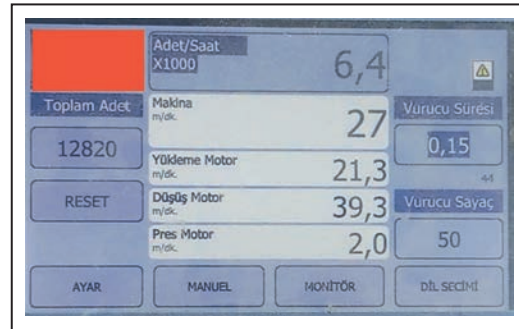 Adet/Saat
X1000
6,4
Toplam Adet
12820
RESET
Makina
m/dk.
27
Yükleme Motor
m/dk.
21,3
Düşüş Motor
m/dk.
39,3
Pres Motor
m/dk.
2,0
Vurucu Süresi
0,15
44
Vurucu Sayaç
50
AYAR
MANUEL
MONİTÖR
DİL SECİMİ